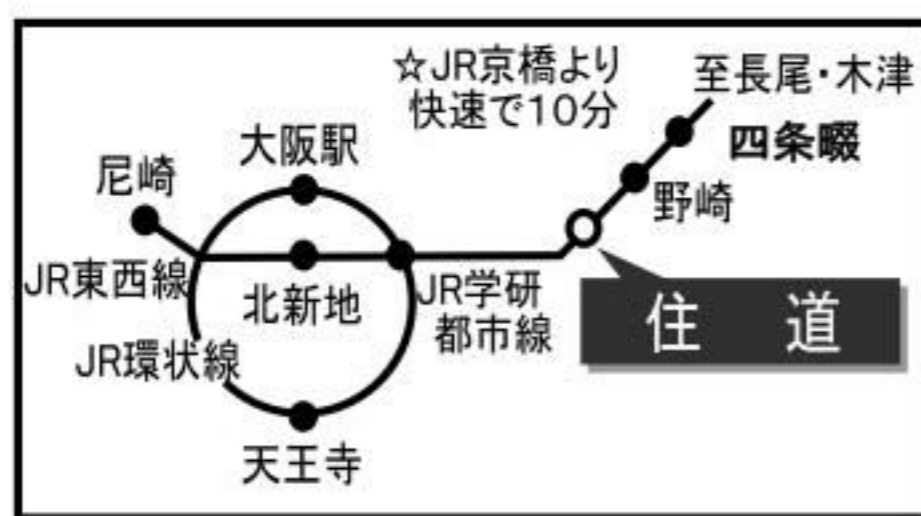 ☆JR京橋より
快速で10分
至長尾・木津
四条畷
野崎
大阪駅
尼崎
JR東西線
北新地
JR学研
都市線
住 道
JR環状線
天王寺